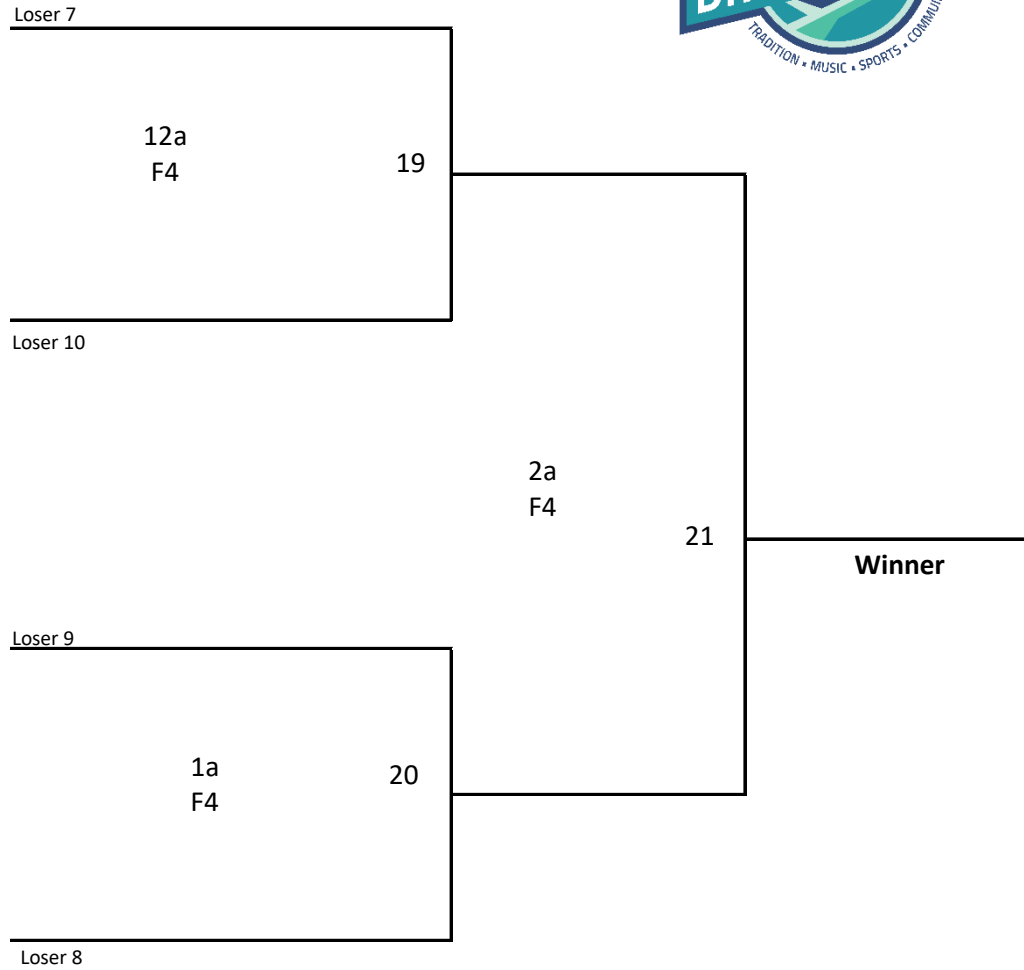 Loser 7
TRADITION • MUSIC • SPORTS •
12a
F4
19
Loser 10
2a
F4
21
Winner
Loser 9
1a
F4
20
Loser 8